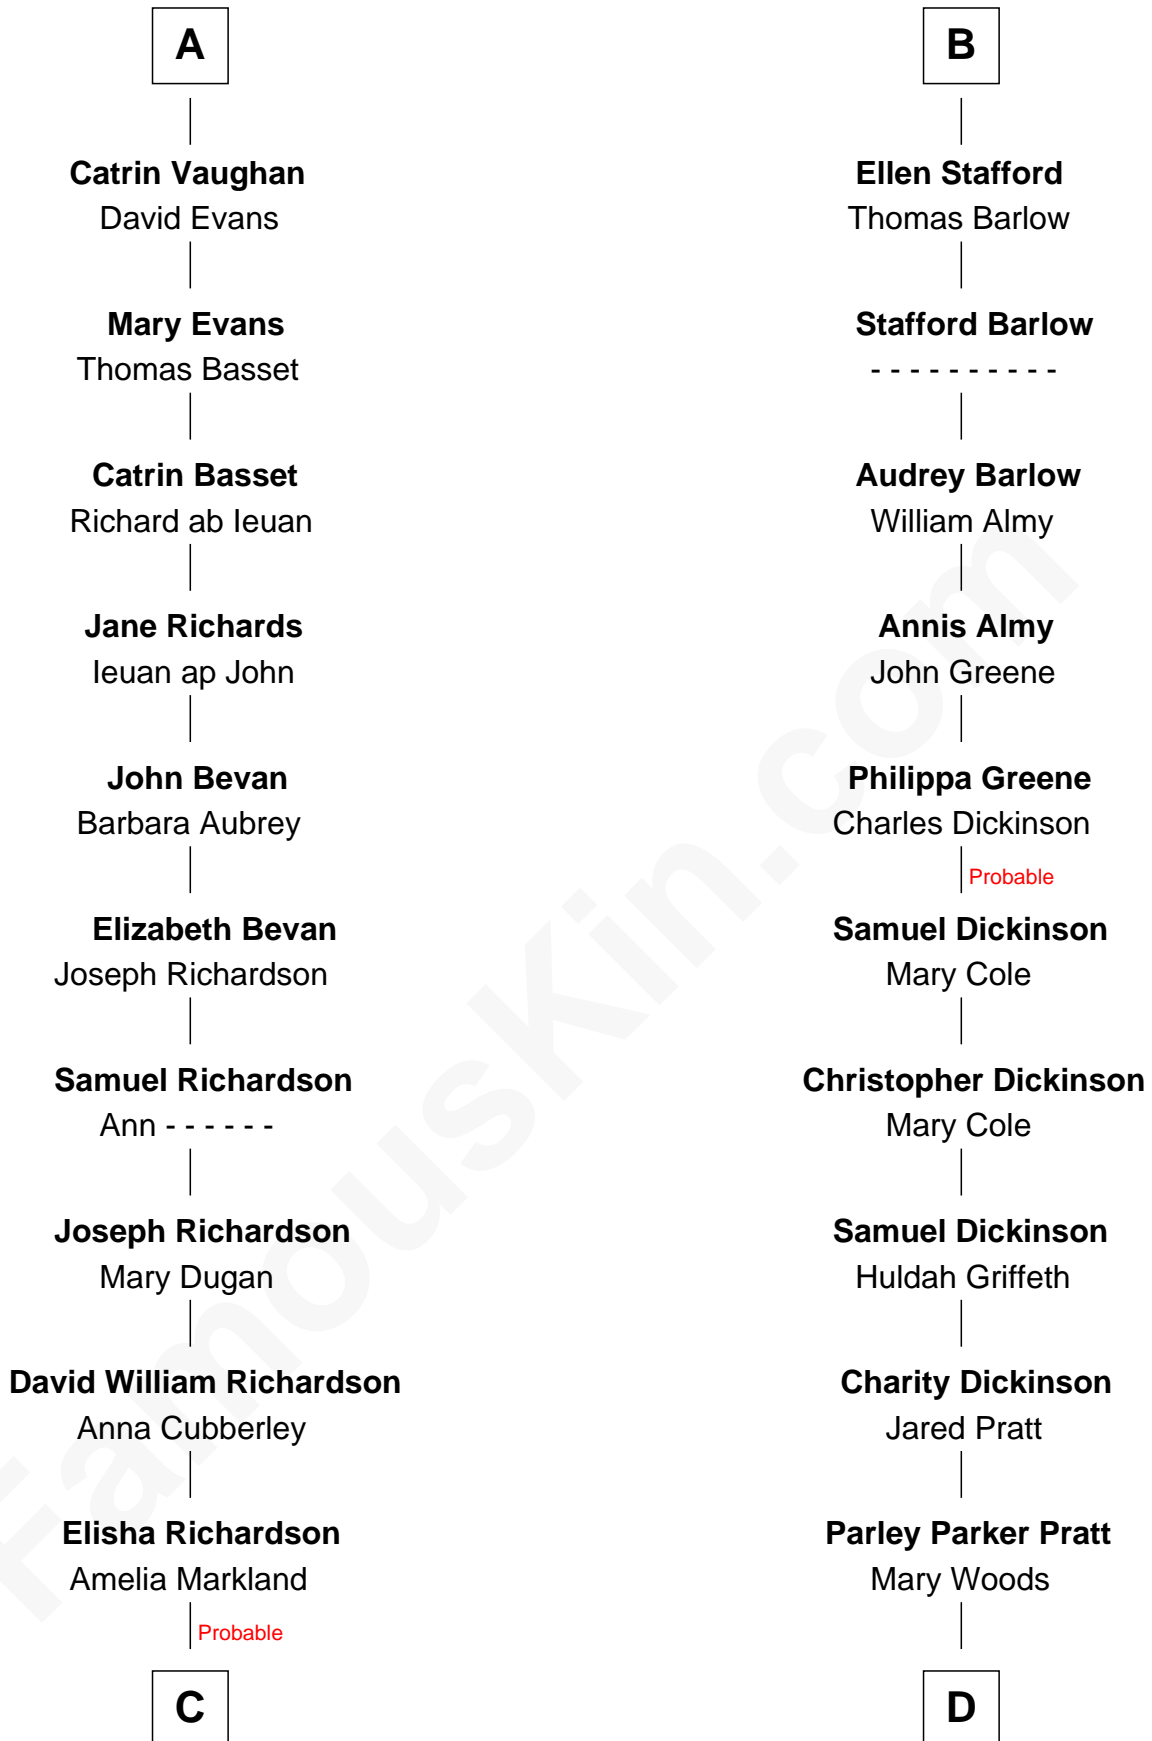 A
Catrin Vaughan
David Evans
Mary Evans
Thomas Basset
Catrin Basset
Richard ab Ieuan
Jane Richards
Ieuan ap John
John Bevan
Barbara Aubrey
Elizabeth Bevan
Joseph Richardson
Samuel Richardson
Ann - - - - - -
Joseph Richardson
Mary Dugan
David William Richardson
Anna Cubberley
Elisha Richardson
Amelia Markland
Probable
C
B
Ellen Stafford
Thomas Barlow
Stafford Barlow
- - - - - - - - - -
Audrey Barlow
William Almy
Annis Almy
John Greene
Philippa Greene
Charles Dickinson
Probable
Samuel Dickinson
Mary Cole
Christopher Dickinson
Mary Cole
Samuel Dickinson
Huldah Griffeth
Charity Dickinson
Jared Pratt
Parley Parker Pratt
Mary Woods
D
FamousKin.com